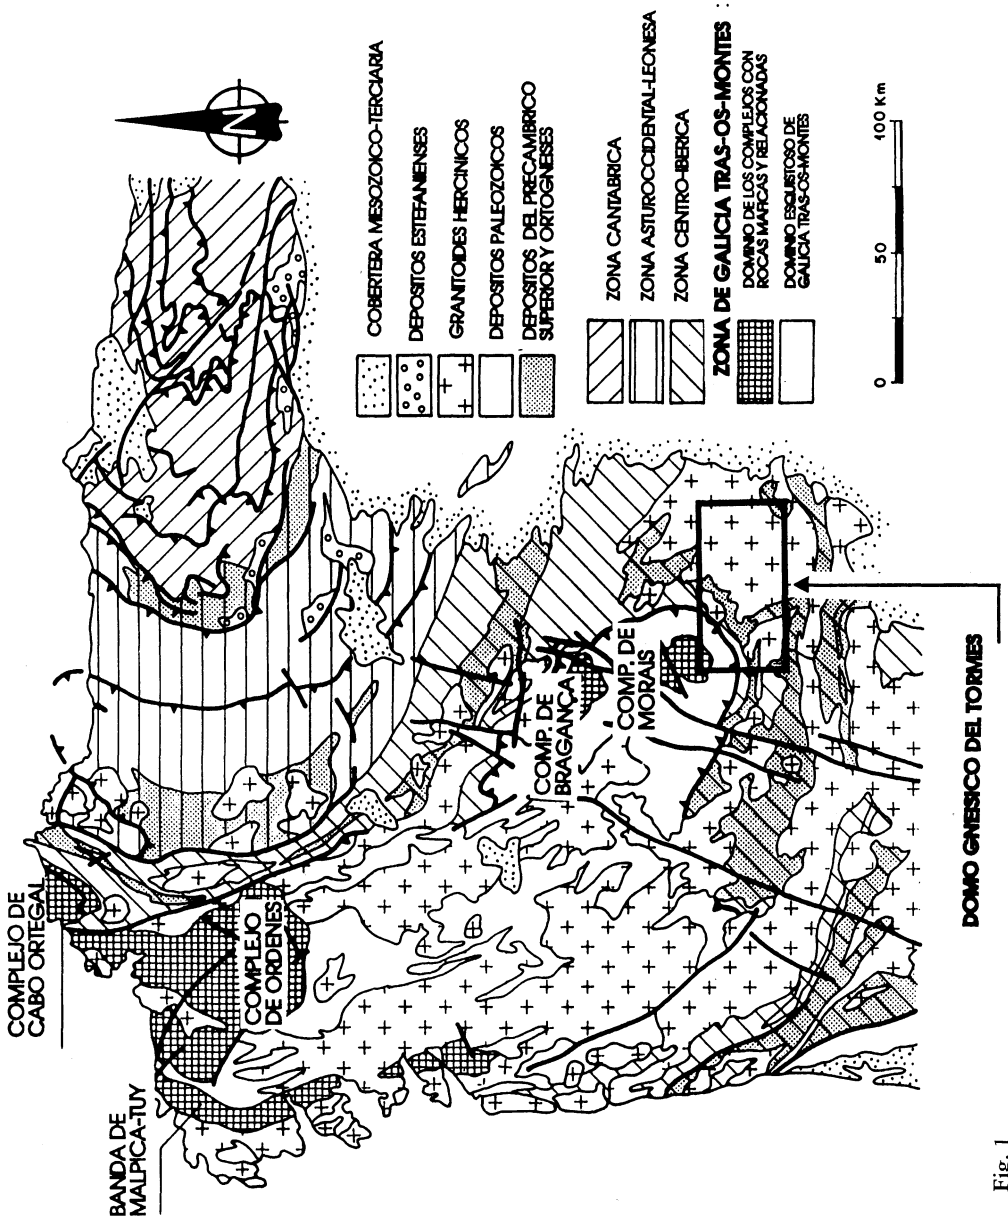 COMPLEJO DE
CABO ORTEGAL
BANDA DE
MALPICA-TUY
COMPLEJO
DE ORDENES
COMP. DE
BRAGANÇA
COMP. DE
MORAIS
N
COBERTERA MESOZOICO-TERCIARIA
DEPOSITOS ESTEFANIENSES
GRANITOIDES HERCINICOS
DEPOSITOS PALEOZOICOS
DEPOSITOS DEL PRECAMBRICO
SUPERIOR Y ORTOGNEISES
ZONA CANTABRICA
ZONA ASTUROCCIDENTAL-LEONESA
ZONA CENTRO-IBERICA
ZONA DE GALICIA TRAS-OS-MONTES :
DOMINIO DE LOS COMPLEJOS CON
ROCAS MAFICAS Y RELACIONADAS
DOMINIO ESQUISTOSO DE
GALICIA TRAS-OS-MONTES
0 50 100 Km
DOMO GNEISICO DEL TORMES
Fig. 1